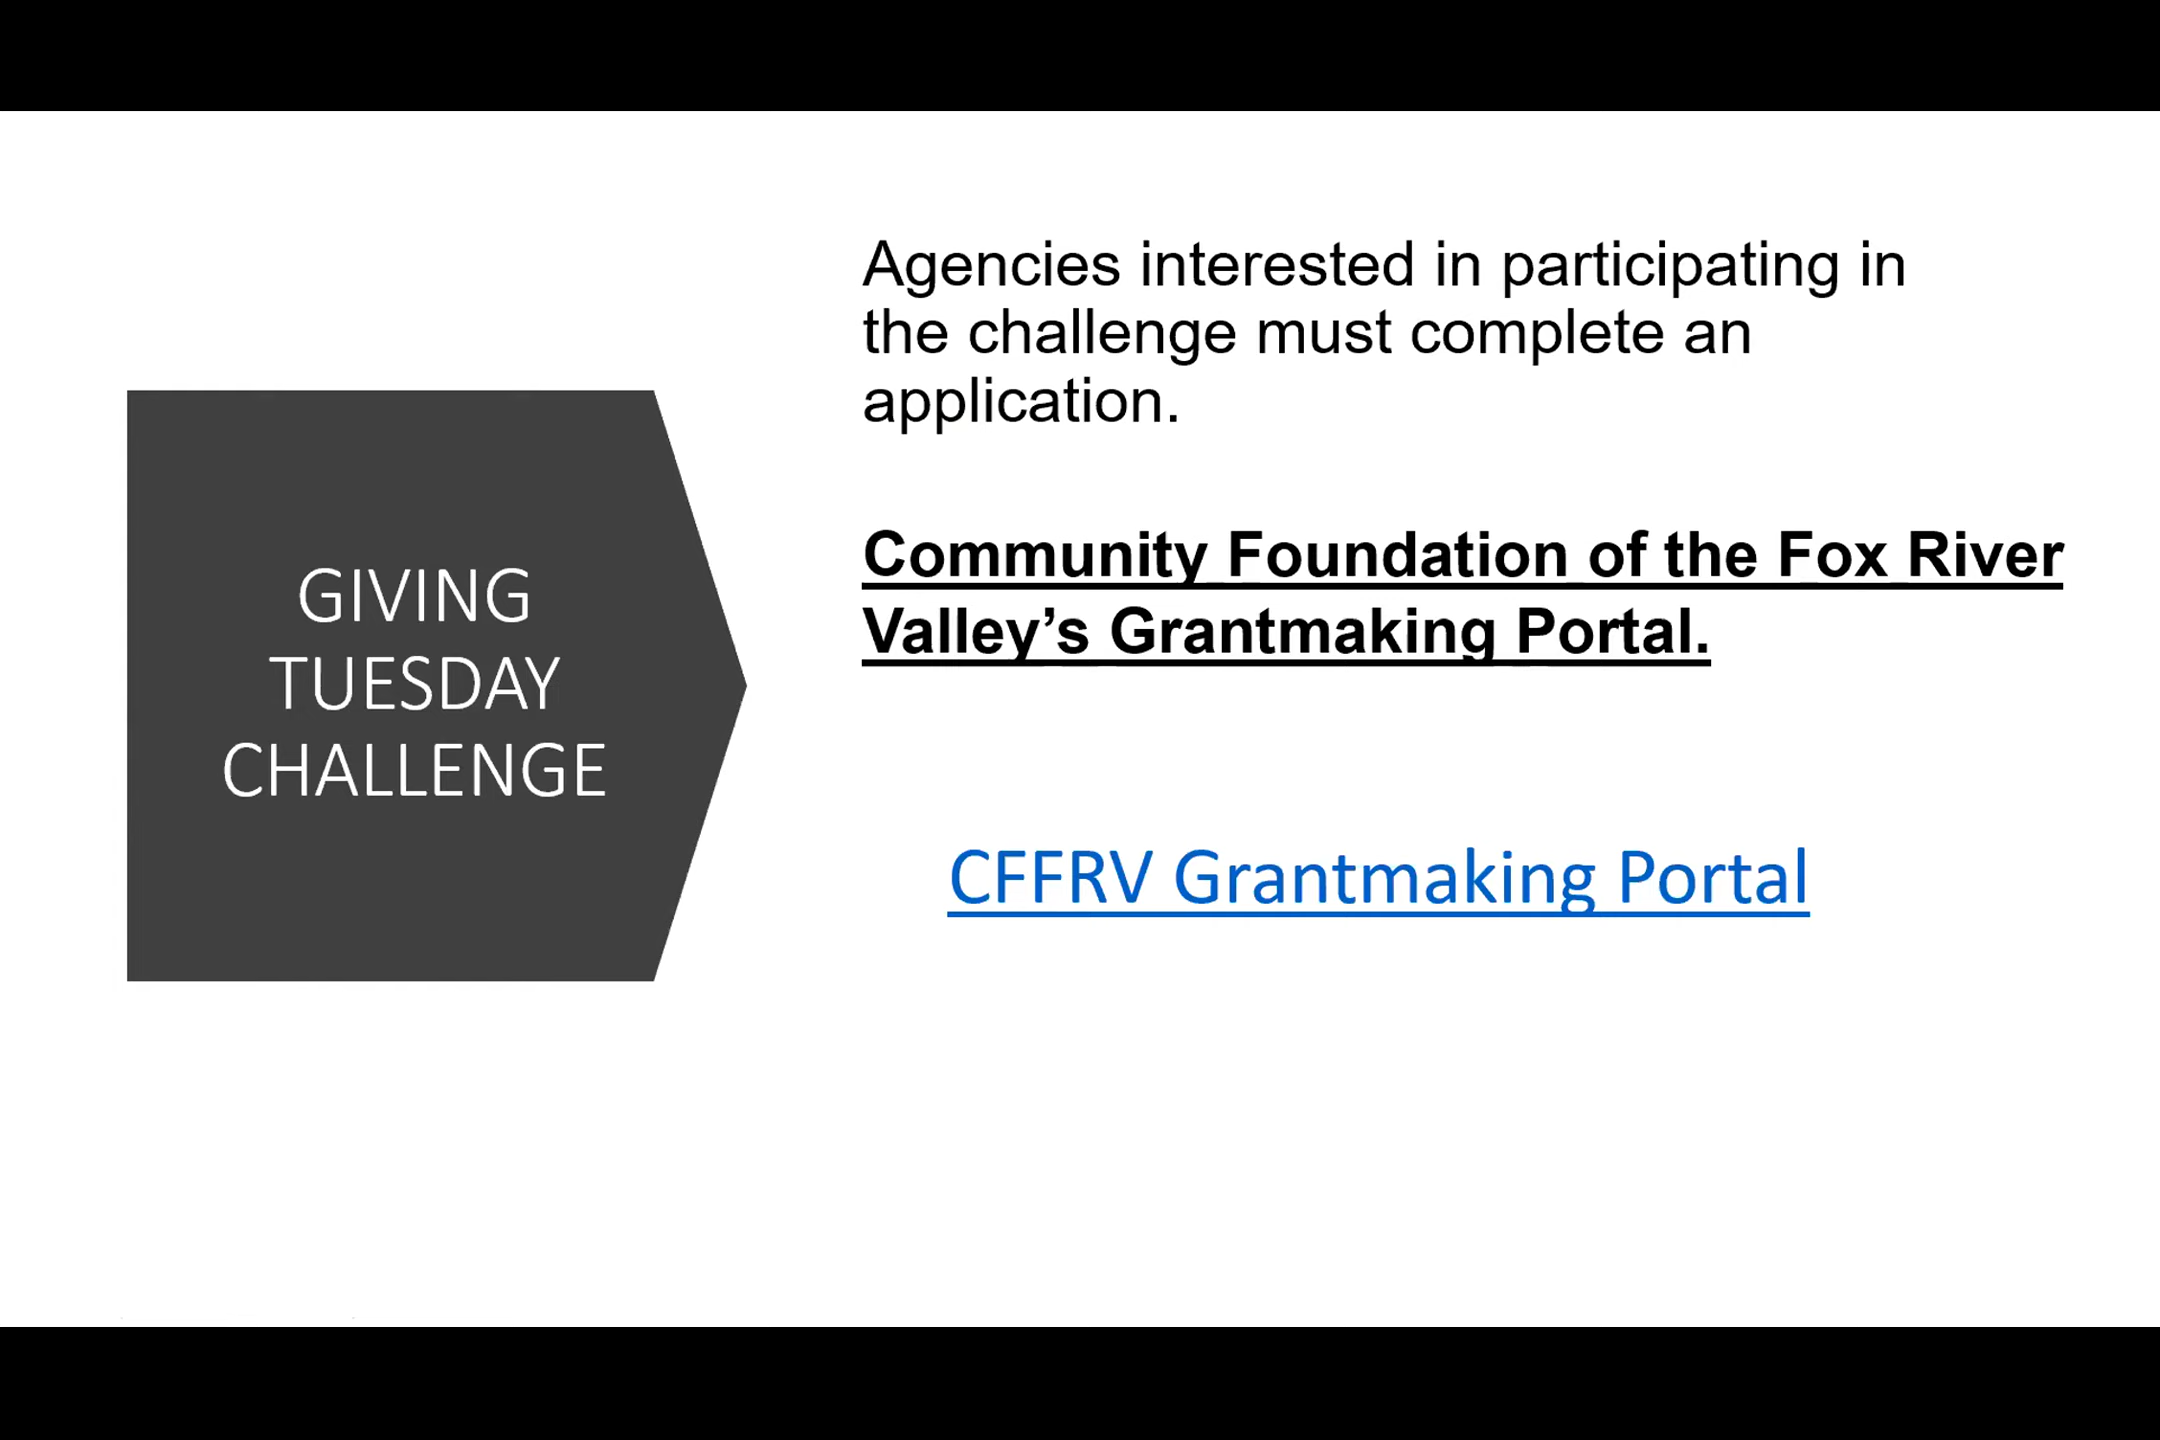 GIVING
TUESDAY
CHALLENGE
Agencies interested in participating in
the challenge must complete an
application.
Community Foundation of the Fox River
Valley’s Grantmaking Portal.
CFFRV Grantmaking Portal